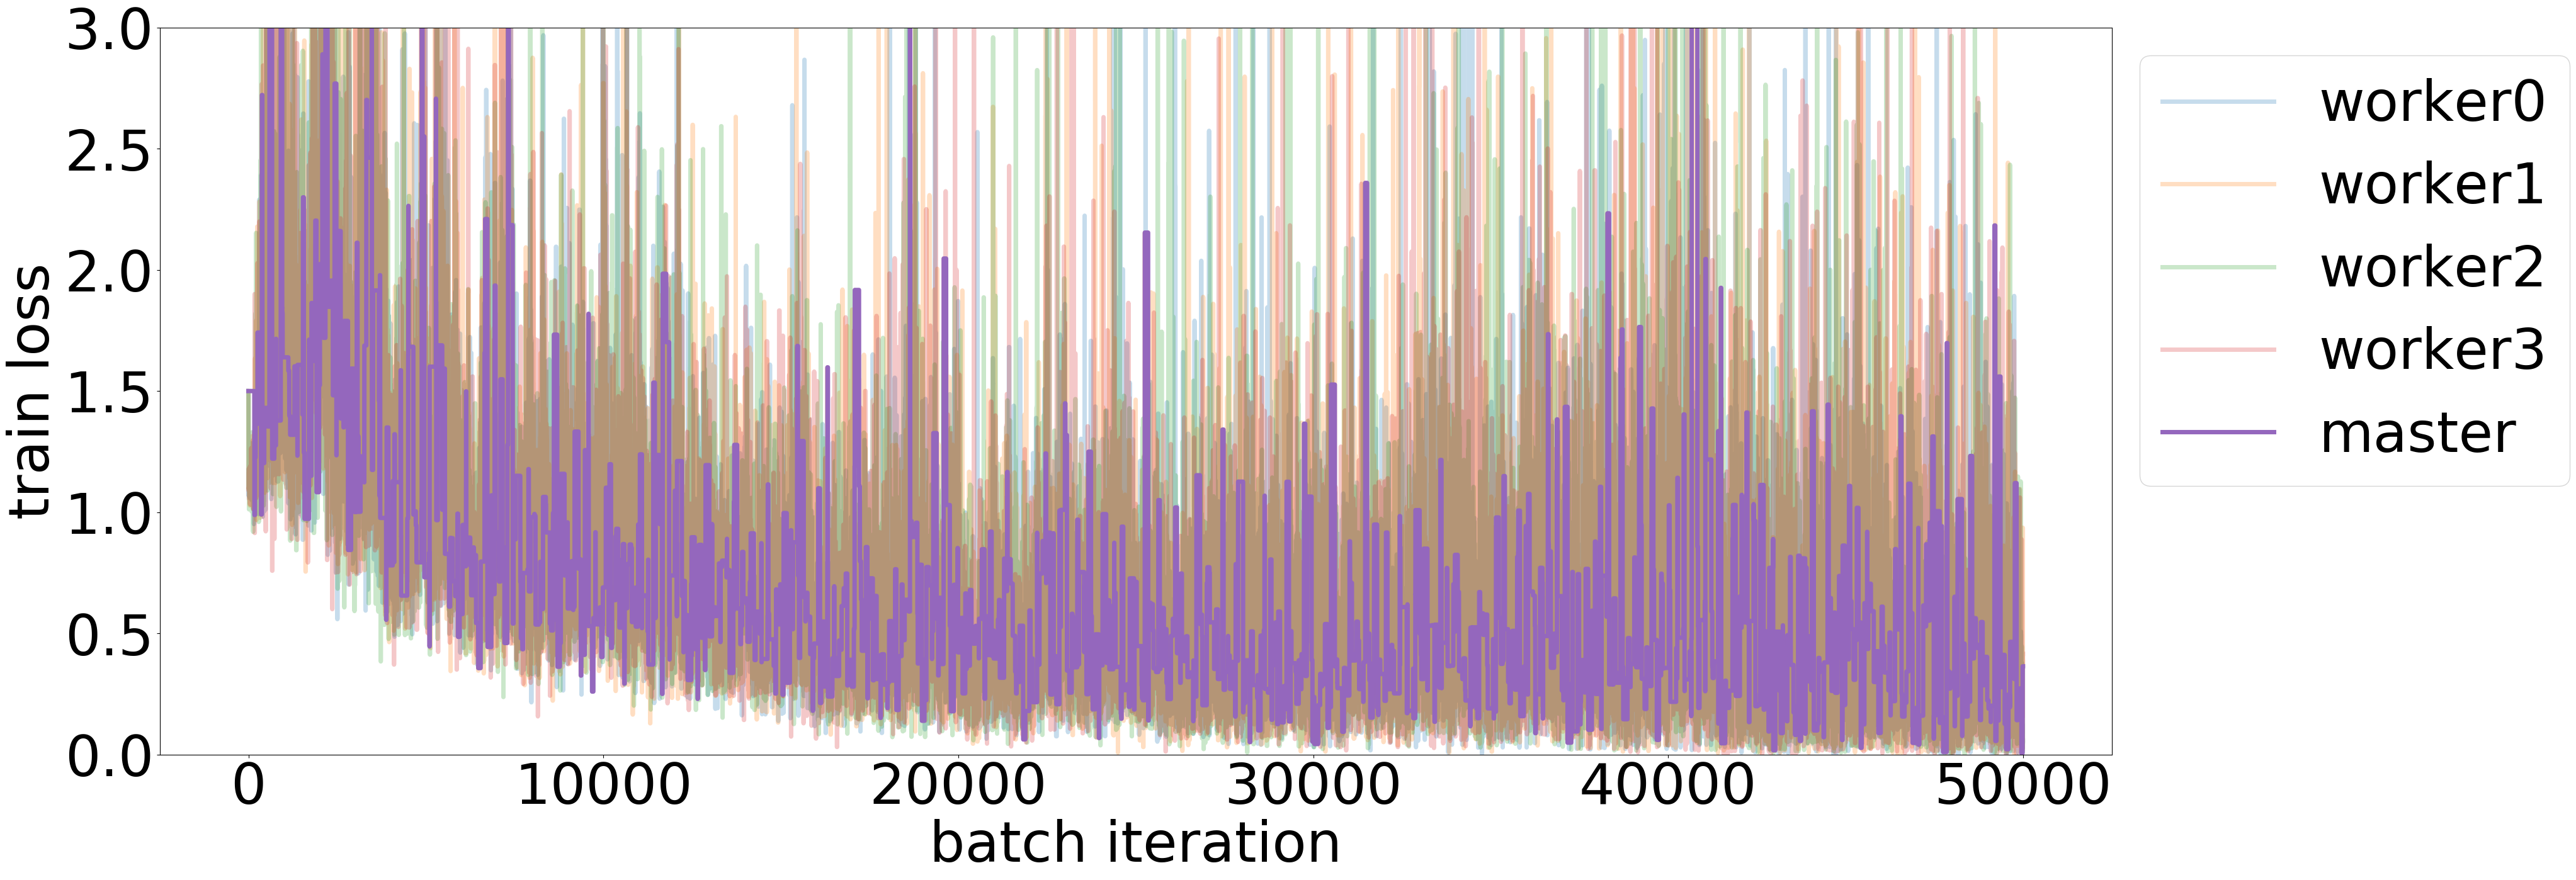 3.0
2.5
2.0
1.5
1.0
0.5
0.0
train loss
0 10000 20000 30000 40000 50000
batch iteration
worker0
worker1
worker2
worker3
master